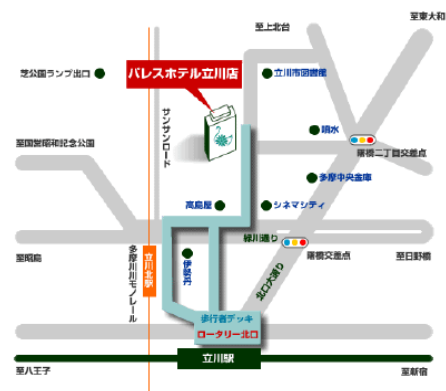 至上北台
至東大和
芝公園ランプ出口
パレスホテル立川店
立川市図書館
サンサンロード
噴水
曙橋二丁目交差点
至国営昭和記念公園
多摩中央金庫
高島屋
シネマシティ
緑川通り
至昭島
多摩川川モノレール
立川北駅
伊勢丹
曙橋交差点
至日野橋
北口大通り
歩行者デッキ
ロータリー北口
至八王子
立川駅
至新宿